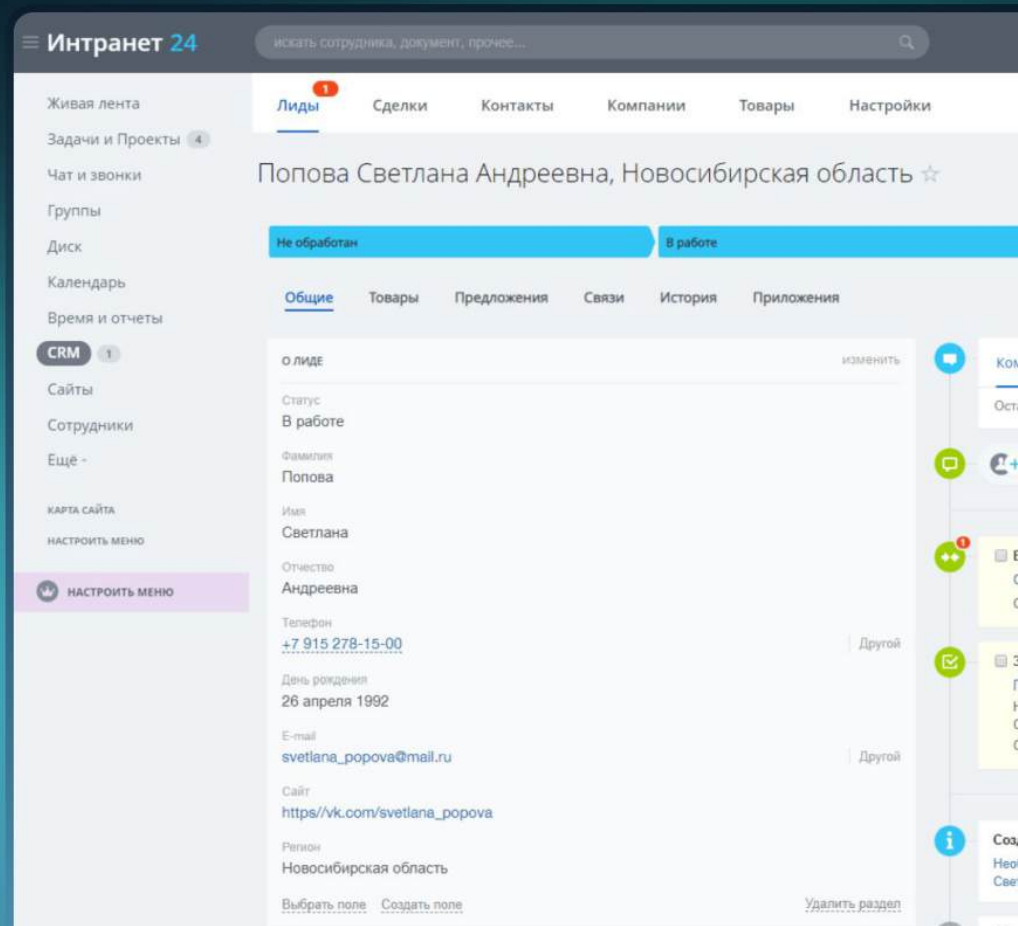 Интранет 24
искать сотрудника, документ, прочее...
Живая лента
Задачи и Проекты 4
Чат и звонки
Группы
Диск
Календарь
Время и отчеты
CRM 1
Сайты
Сотрудники
Ещё -
КАРТА САЙТА
НАСТРОИТЬ МЕНЮ
НАСТРОИТЬ МЕНЮ
1
Лиды Сделки Контакты Компании Товары Настройки
Попова Светлана Андреевна, Новосибирская область
Не обработан В работе
Общие Товары Предложения Связи История Приложения
О ЛИДЕ изменить
Статус
В работе
Фамилия
Попова
Имя
Светлана
Отчество
Андреевна
Телефон
+7 915 278-15-00 Другой
День рождения
26 апреля 1992
E-mail
svetlana_popova@mail.ru Другой
Сайт
https//vk.com/svetlana_popova
Регион
Новосибирская область
Выбрать поле Создать поле Удалить раздел
1